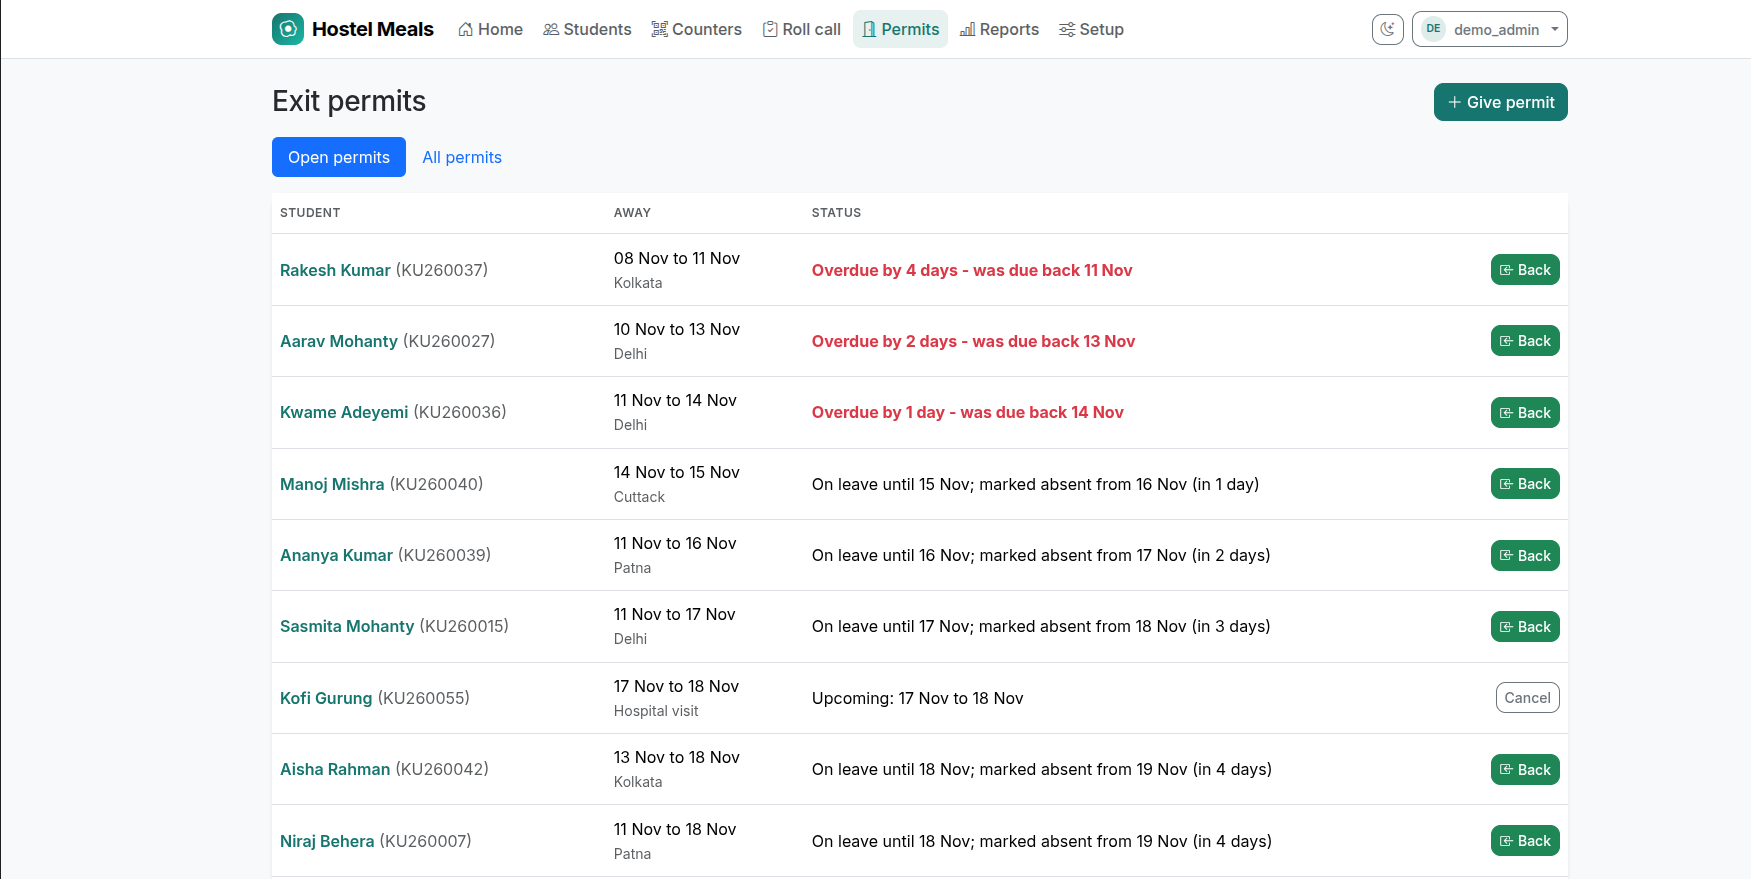 Hostel Meals Home Students Counters Roll call Permits Reports Setup DE demo_admin
Exit permits
+ Give permit
Open permits All permits
STUDENT AWAY STATUS
Rakesh Kumar (KU260037) 08 Nov to 11 Nov Overdue by 4 days - was due back 11 Nov Back
Kolkata
Aarav Mohanty (KU260027) 10 Nov to 13 Nov Overdue by 2 days - was due back 13 Nov Back
Delhi
Kwame Adeyemi (KU260036) 11 Nov to 14 Nov Overdue by 1 day - was due back 14 Nov Back
Delhi
Manoj Mishra (KU260040) 14 Nov to 15 Nov On leave until 15 Nov; marked absent from 16 Nov (in 1 day) Back
Cuttack
Ananya Kumar (KU260039) 11 Nov to 16 Nov On leave until 16 Nov; marked absent from 17 Nov (in 2 days) Back
Patna
Sasmita Mohanty (KU260015) 11 Nov to 17 Nov On leave until 17 Nov; marked absent from 18 Nov (in 3 days) Back
Delhi
Kofi Gurung (KU260055) 17 Nov to 18 Nov Upcoming: 17 Nov to 18 Nov Cancel
Hospital visit
Aisha Rahman (KU260042) 13 Nov to 18 Nov On leave until 18 Nov; marked absent from 19 Nov (in 4 days) Back
Kolkata
Niraj Behera (KU260007) 11 Nov to 18 Nov On leave until 18 Nov; marked absent from 19 Nov (in 4 days) Back
Patna